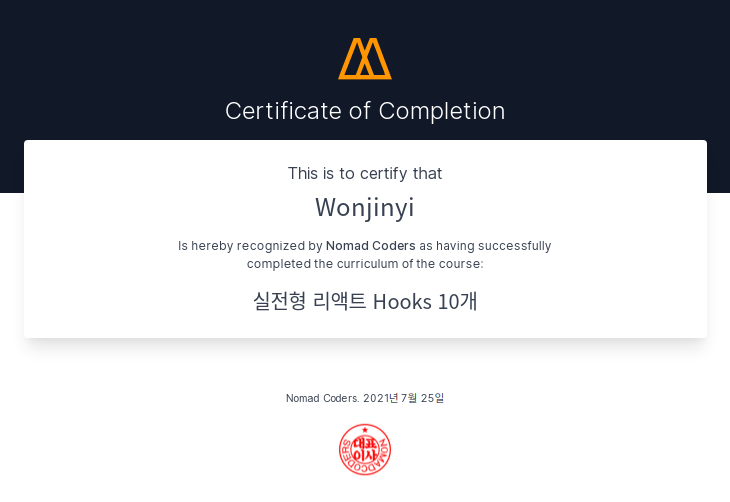 Certificate of Completion
This is to certify that
Wonjinyi
Is hereby recognized by Nomad Coders as having successfully
completed the curriculum of the course:
실전형 리액트 Hooks 10개
Nomad Coders. 2021년 7월 25일
대표
이사
NOMADCODERS